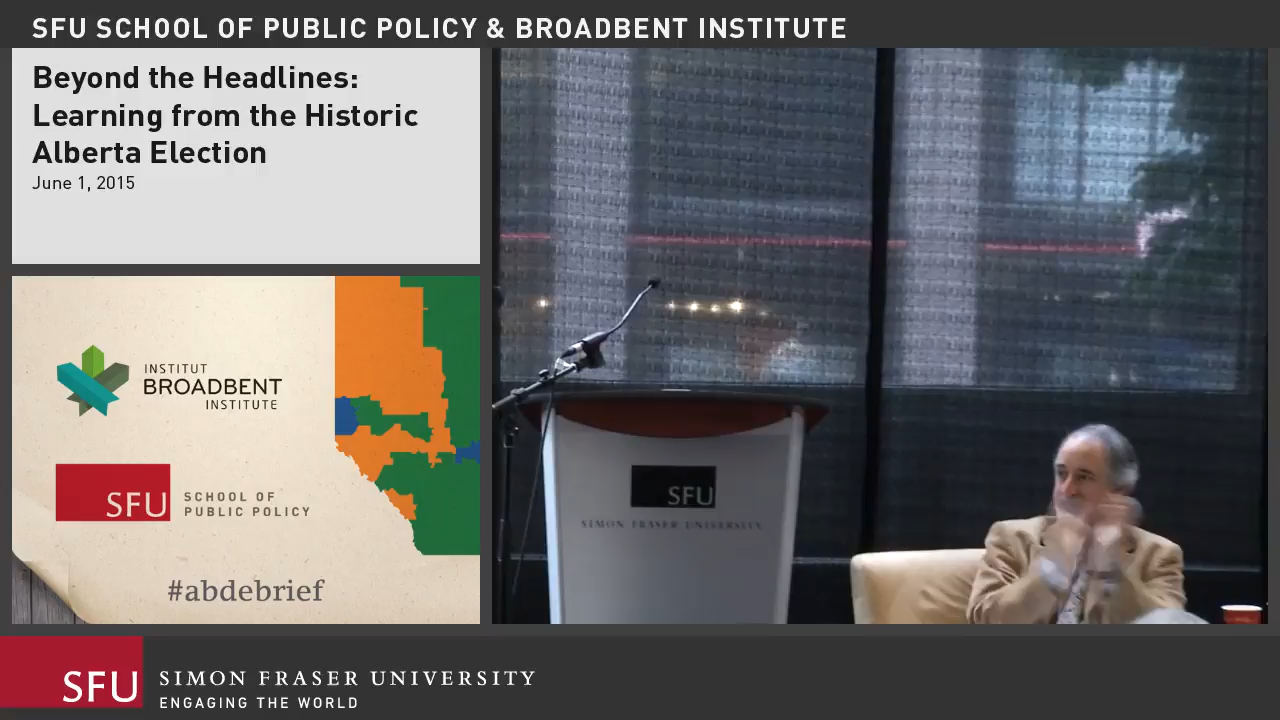 SFU SCHOOL OF PUBLIC POLICY & BROADBENT INSTITUTE
Beyond the Headlines:
Learning from the Historic
Alberta Election
June 1, 2015
INSTITUT
BROADBENT
INSTITUTE
SFU
SCHOOL OF
PUBLIC POLICY
#abdebrief
SFU
SIMON FRASER UNIVERSITY
SFU
SIMON FRASER UNIVERSITY
ENGAGING THE WORLD